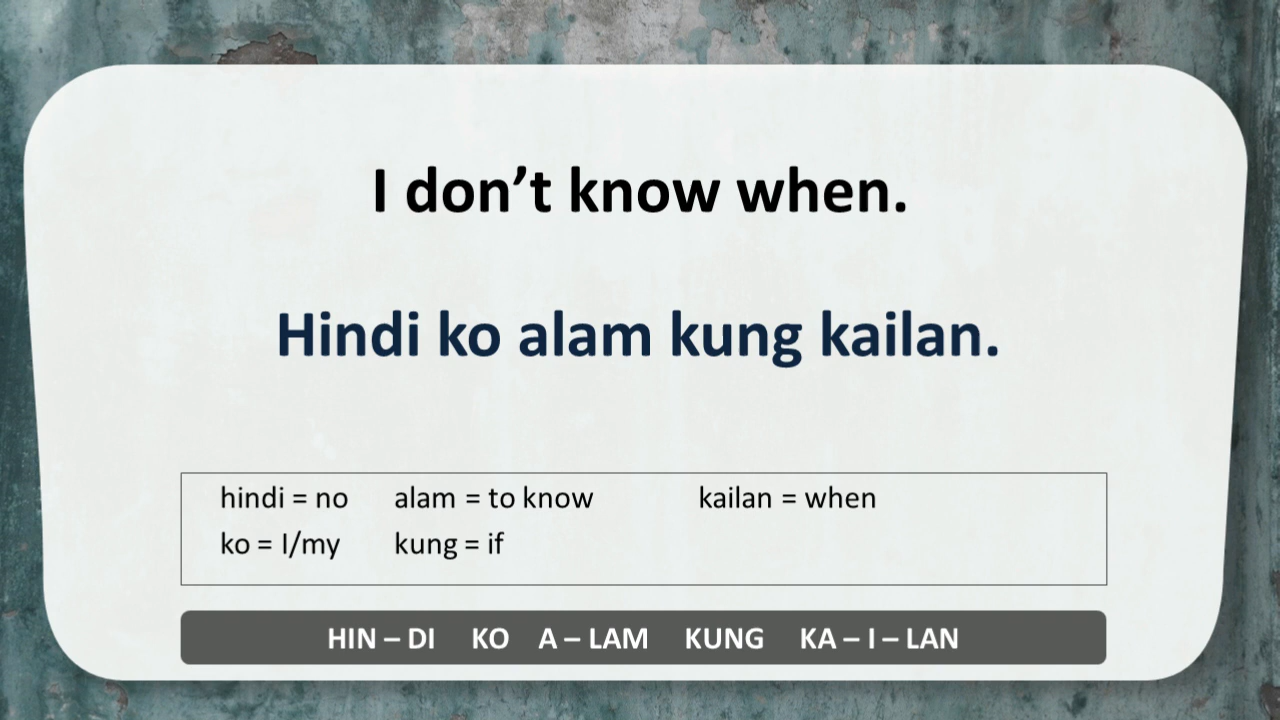 I don’t know when.
Hindi ko alam kung kailan.
hindi = no alam = to know kailan = when
ko = I/my kung = if
HIN – DI KO A – LAM KUNG KA – I – LAN